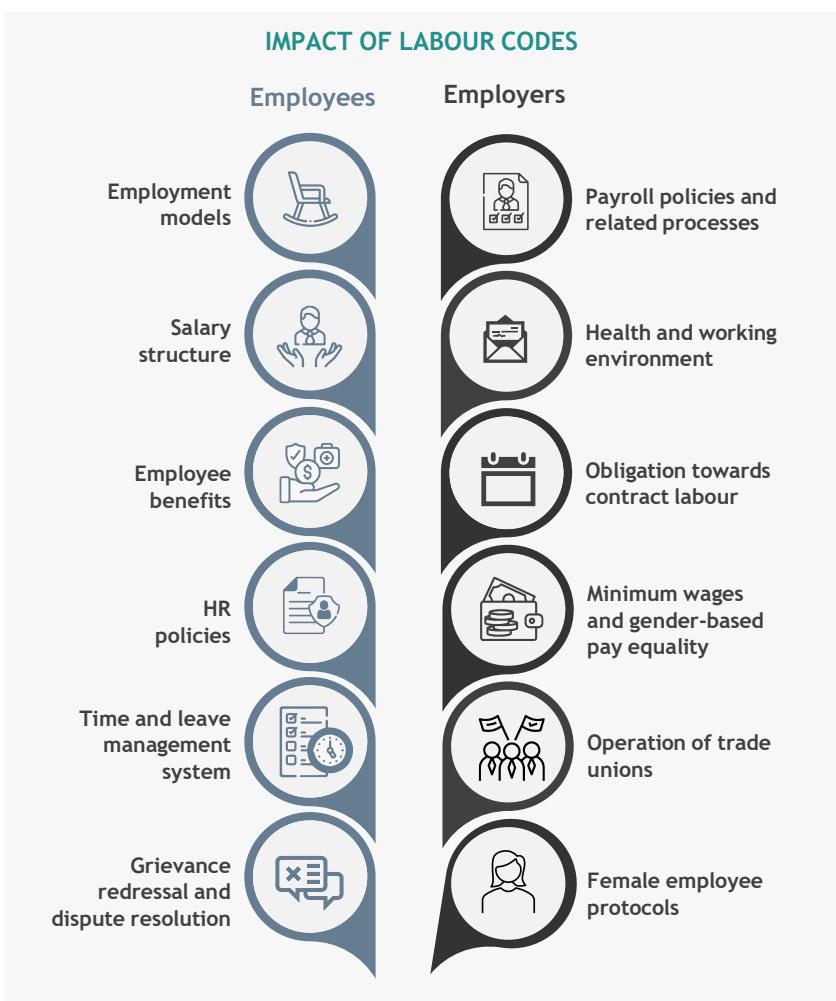 IMPACT OF LABOUR CODES
Employees
Employment
models
Salary
structure
Employee
benefits
HR
policies
Time and leave
management
system
Grievance
redressal and
dispute resolution
Employers
Payroll policies and
related processes
Health and working
environment
Obligation towards
contract labour
Minimum wages
and gender-based
pay equality
Operation of trade
unions
Female employee
protocols